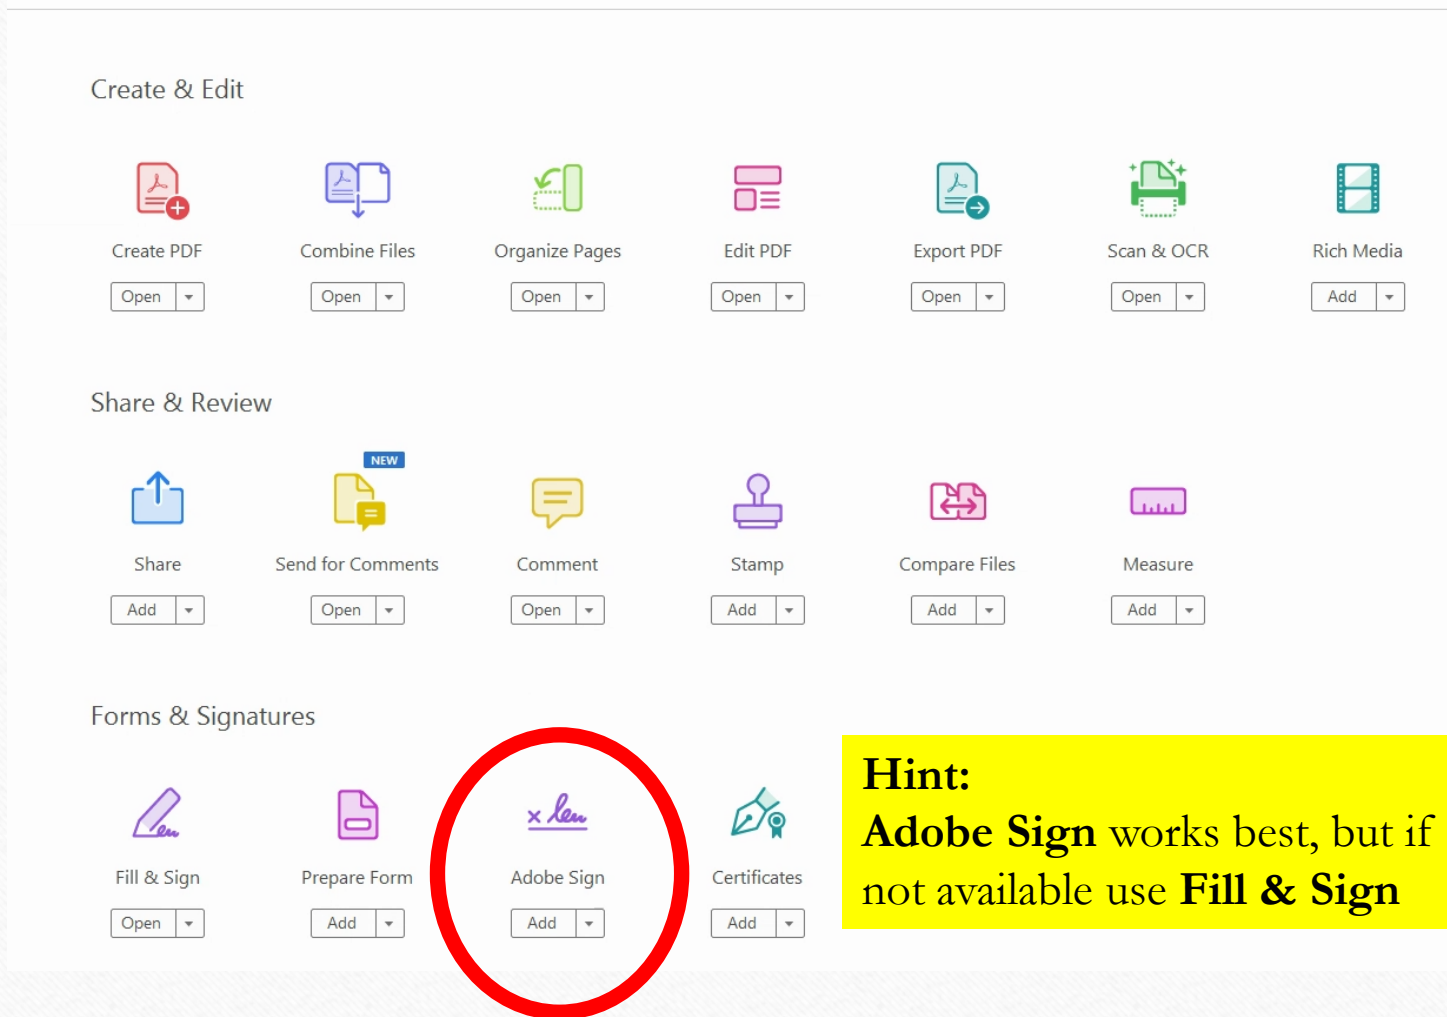 Create & Edit
Create PDF Combine Files Organize Pages Edit PDF Export PDF Scan & OCR Rich Media
Open Open Open Open Open Open Add
Share & Review
NEW
Share Send for Comments Comment Stamp Compare Files Measure
Add Open Open Add Add Add
Forms & Signatures
x len
Fill & Sign Prepare Form Adobe Sign Certificates
Open Add Add Add
Hint:
Adobe Sign works best, but if
not available use Fill & Sign